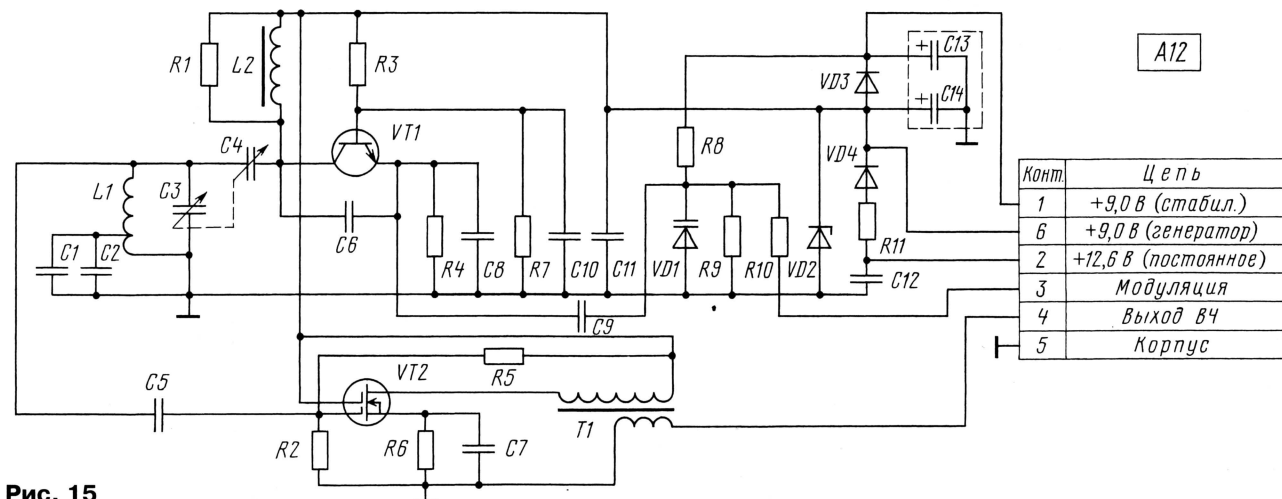 C13
A12
R1
L2
R3
VD3
C14
C4
VT1
R8
VD4
L1
C3
Конт.
Цепь
1
+9,0 В (стабил.)
6
+9,0 В (генератор)
2
+12,6 В (постоянное)
3
Модуляция
4
Выход ВЧ
5
Корпус
C1
C2
C6
R4
C8
R7
C10
C11
VD1
R9
R10
VD2
R11
C12
C9
R5
VT2
C5
T1
R2
R6
C7
Рис. 15